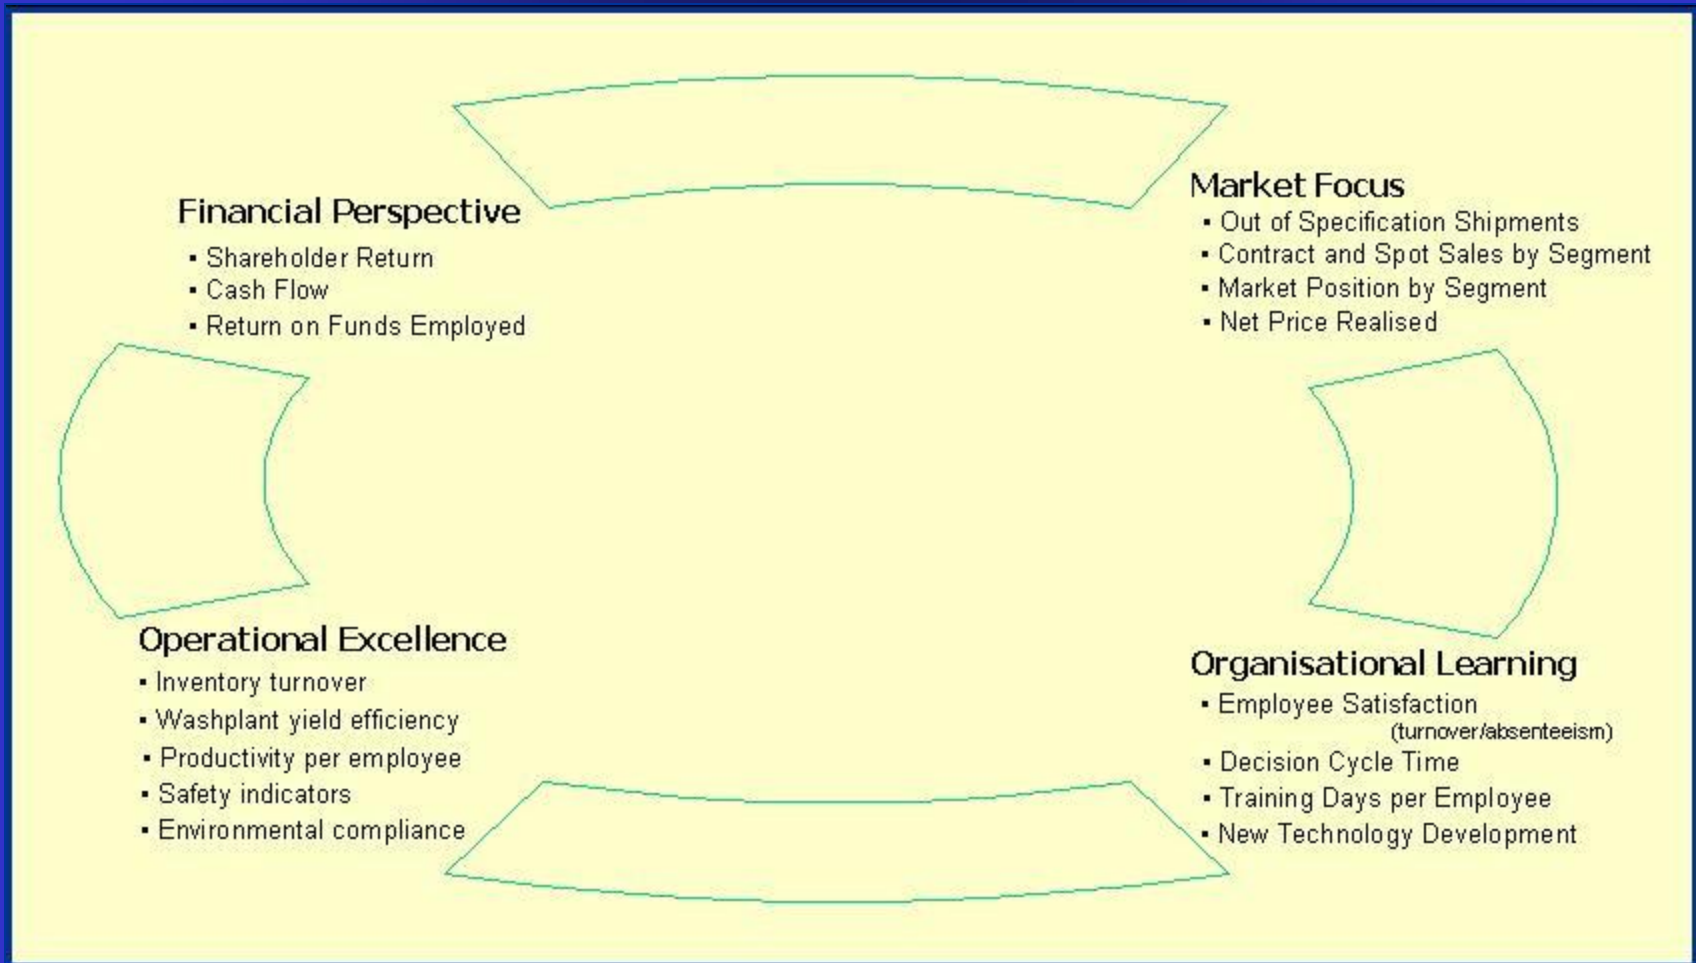 Financial Perspective
▪ Shareholder Return
▪ Cash Flow
▪ Return on Funds Employed
Market Focus
▪ Out of Specification Shipments
▪ Contract and Spot Sales by Segment
▪ Market Position by Segment
▪ Net Price Realised
Operational Excellence
▪ Inventory turnover
▪ Washplant yield efficiency
▪ Productivity per employee
▪ Safety indicators
▪ Environmental compliance
Organisational Learning
▪ Employee Satisfaction
(turnover/absenteeism)
▪ Decision Cycle Time
▪ Training Days per Employee
▪ New Technology Development